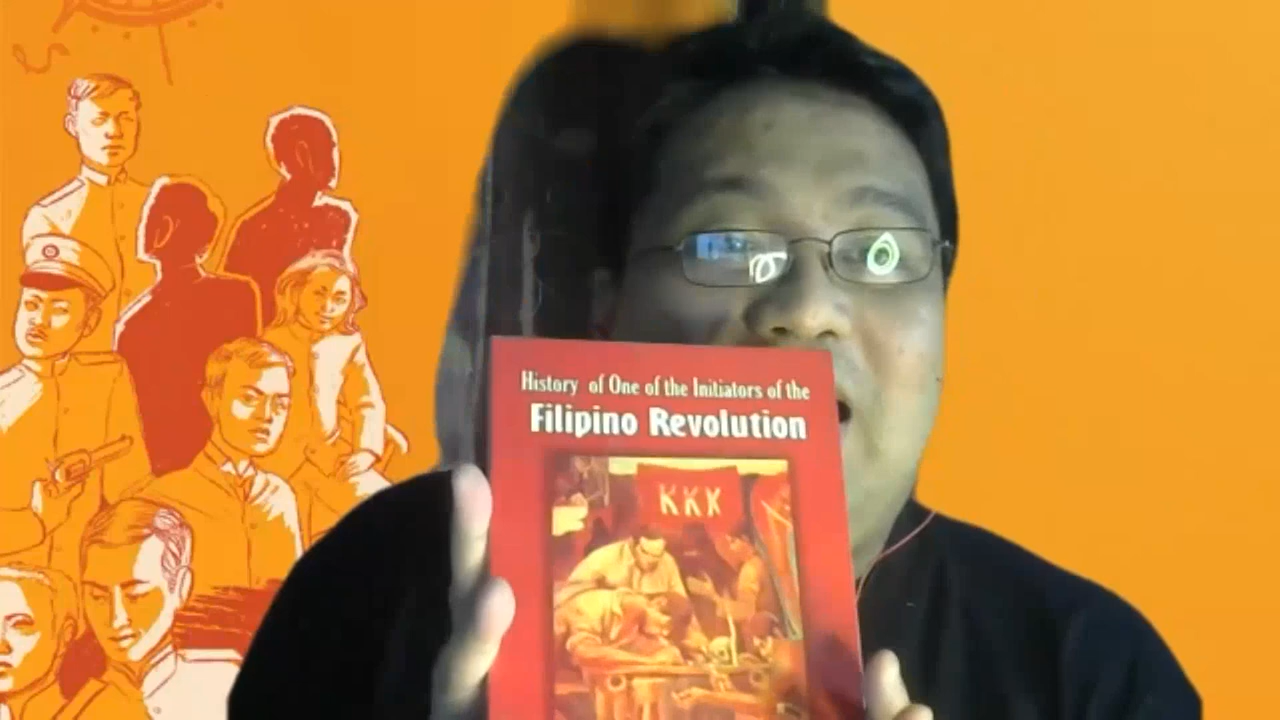 History of One of the Initiators of the
Filipino Revolution
KKK